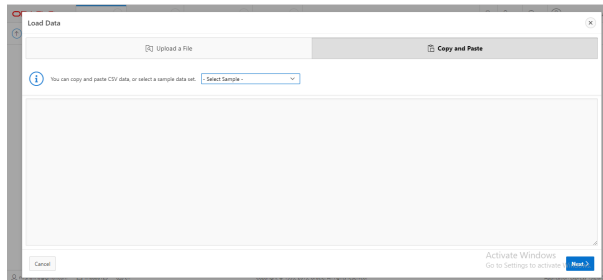 Load Data
Upload a File
Copy and Paste
You can copy and paste CSV data, or select a sample data set.
- Select Sample -
Activate Windows
Go to Settings to activate
Cancel
Next